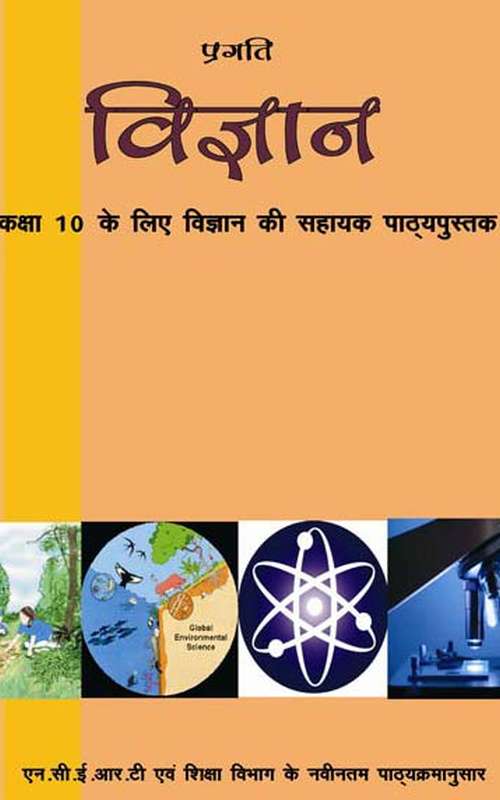 प्रगति
विज्ञान
कक्षा 10 के लिए विज्ञान की सहायक पाठ्यपुस्तक
Global
Environmental
Science
एन.सी.ई.आर.टी एवं शिक्षा विभाग के नवीनतम पाठ्यक्रमानुसार